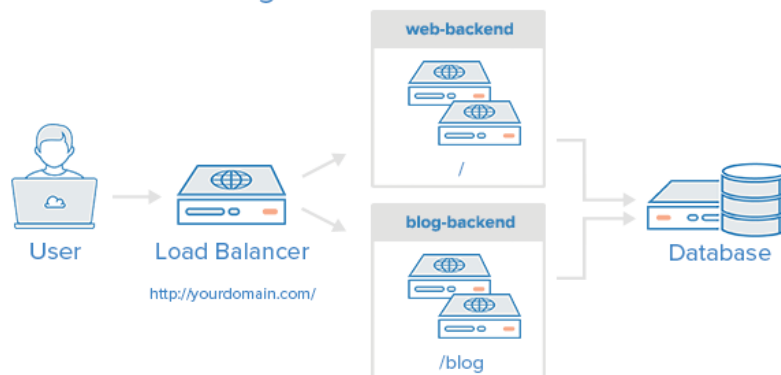 web-backend
/
User
Load Balancer
http://yourdomain.com/
blog-backend
/blog
Database